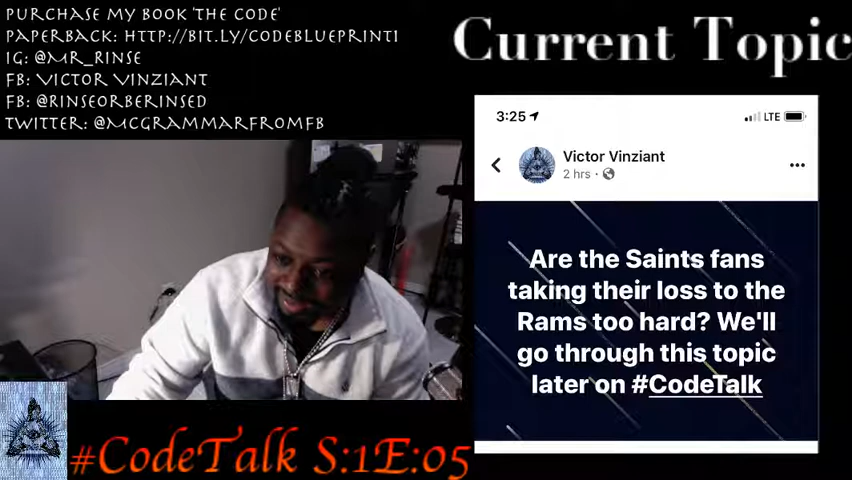 PURCHASE MY BOOK 'THE CODE'
PAPERBACK: HTTP://BIT.LY/CODEBLUEPRINT1
IG: @MR_RINSE
FB: VICTOR VINZIANT
FB: @RINSEORBERINSED
TWITTER: @MCGRAMMARFROMFB
Current Topic
3:25
LTE
Victor Vinziant
2 hrs ·
Are the Saints fans
taking their loss to the
Rams too hard? We'll
go through this topic
later on #CodeTalk
#CodeTalk S:1E:05